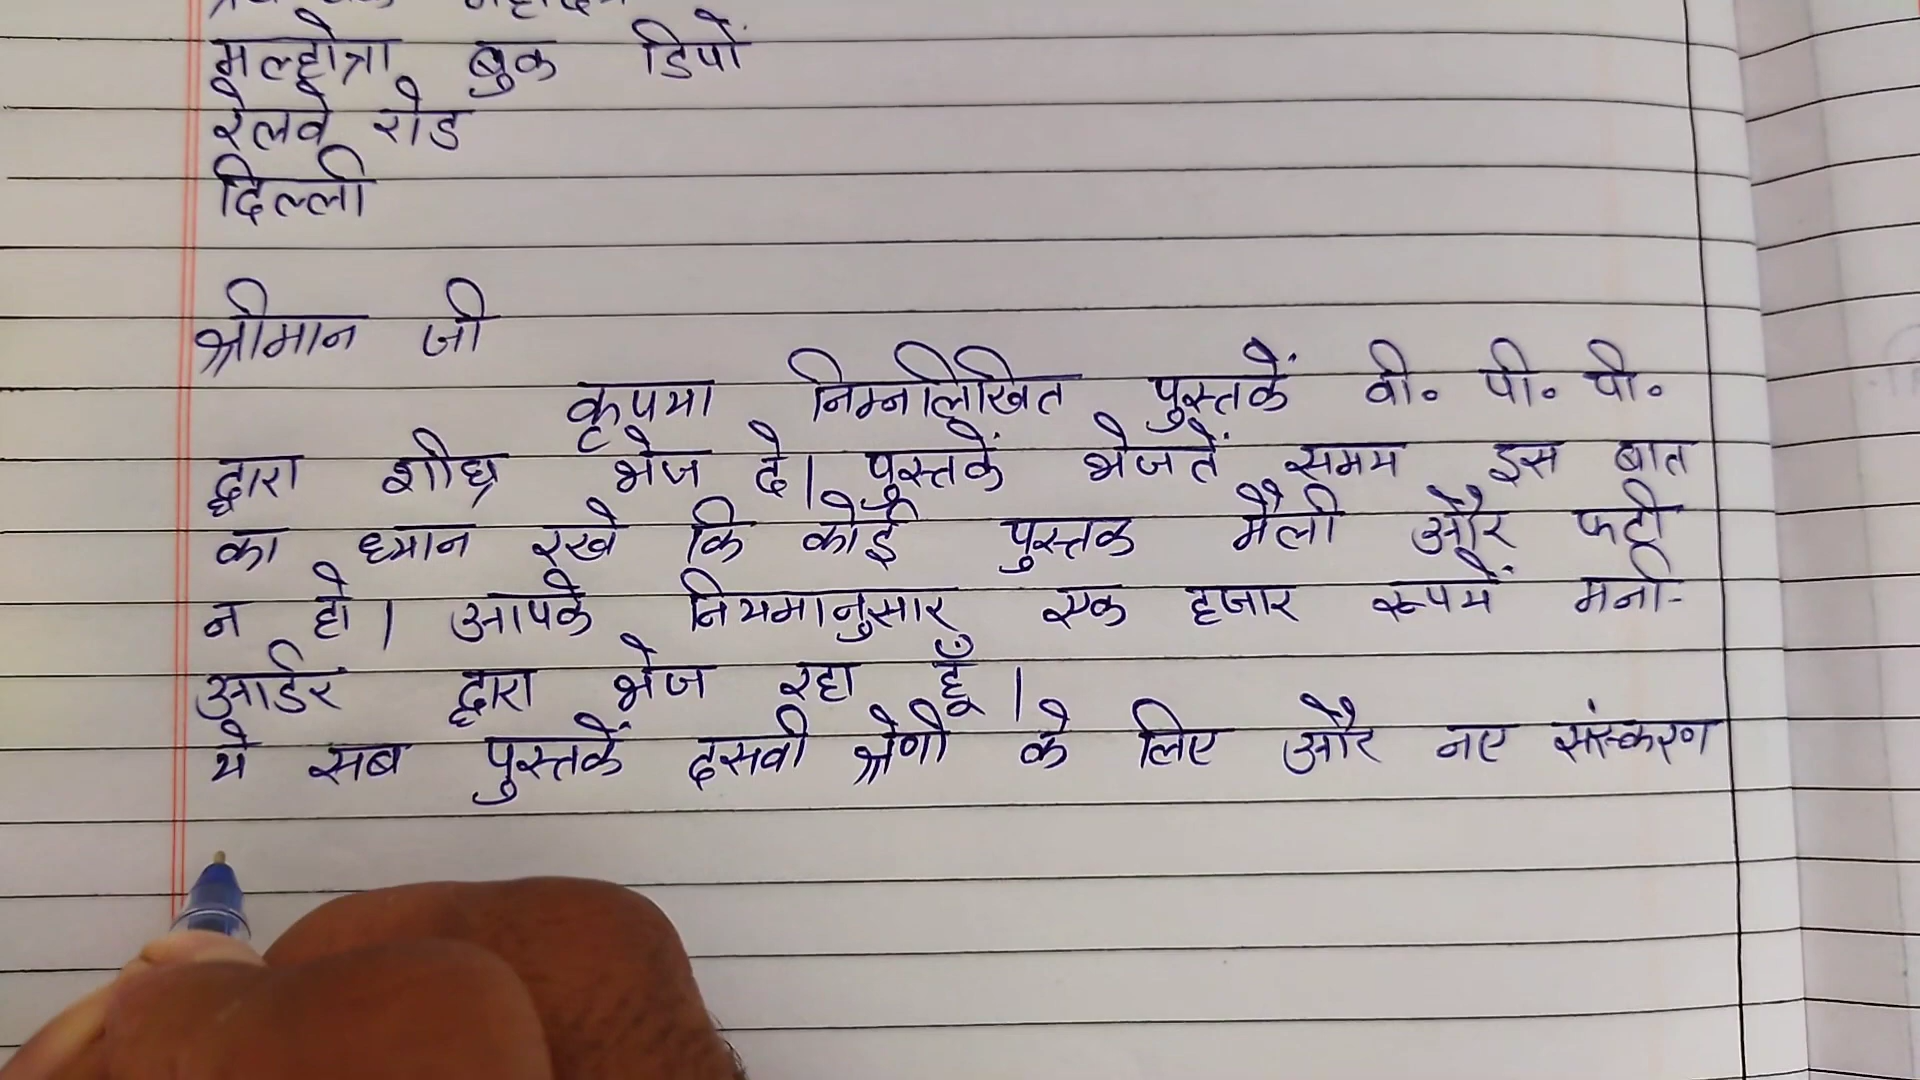 मल्होत्रा बुक डिपों
रेलवे रोड
दिल्ली
श्रीमान जी
कृपया निम्नलिखित पुस्तकें वी० पी० पी०
द्वारा शीघ्र भेज दे। पुस्तकें भेजतें समय इस बात
का ध्यान रखे कि कोई पुस्तक मैली और फटी
न हो। आपके नियमानुसार एक हजार रूपयें मनी-
आर्डर द्वारा भेज रहा हूँ।
ये सब पुस्तकें दसवी श्रेणी के लिए और नए संस्करण